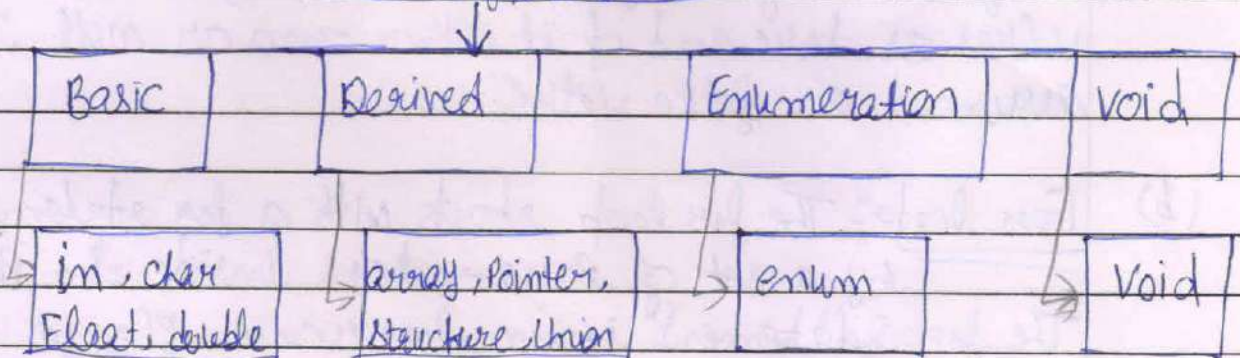 Basic Derived Enumeration void
in, char array, Pointer, enum Void
Float, double structure, Union